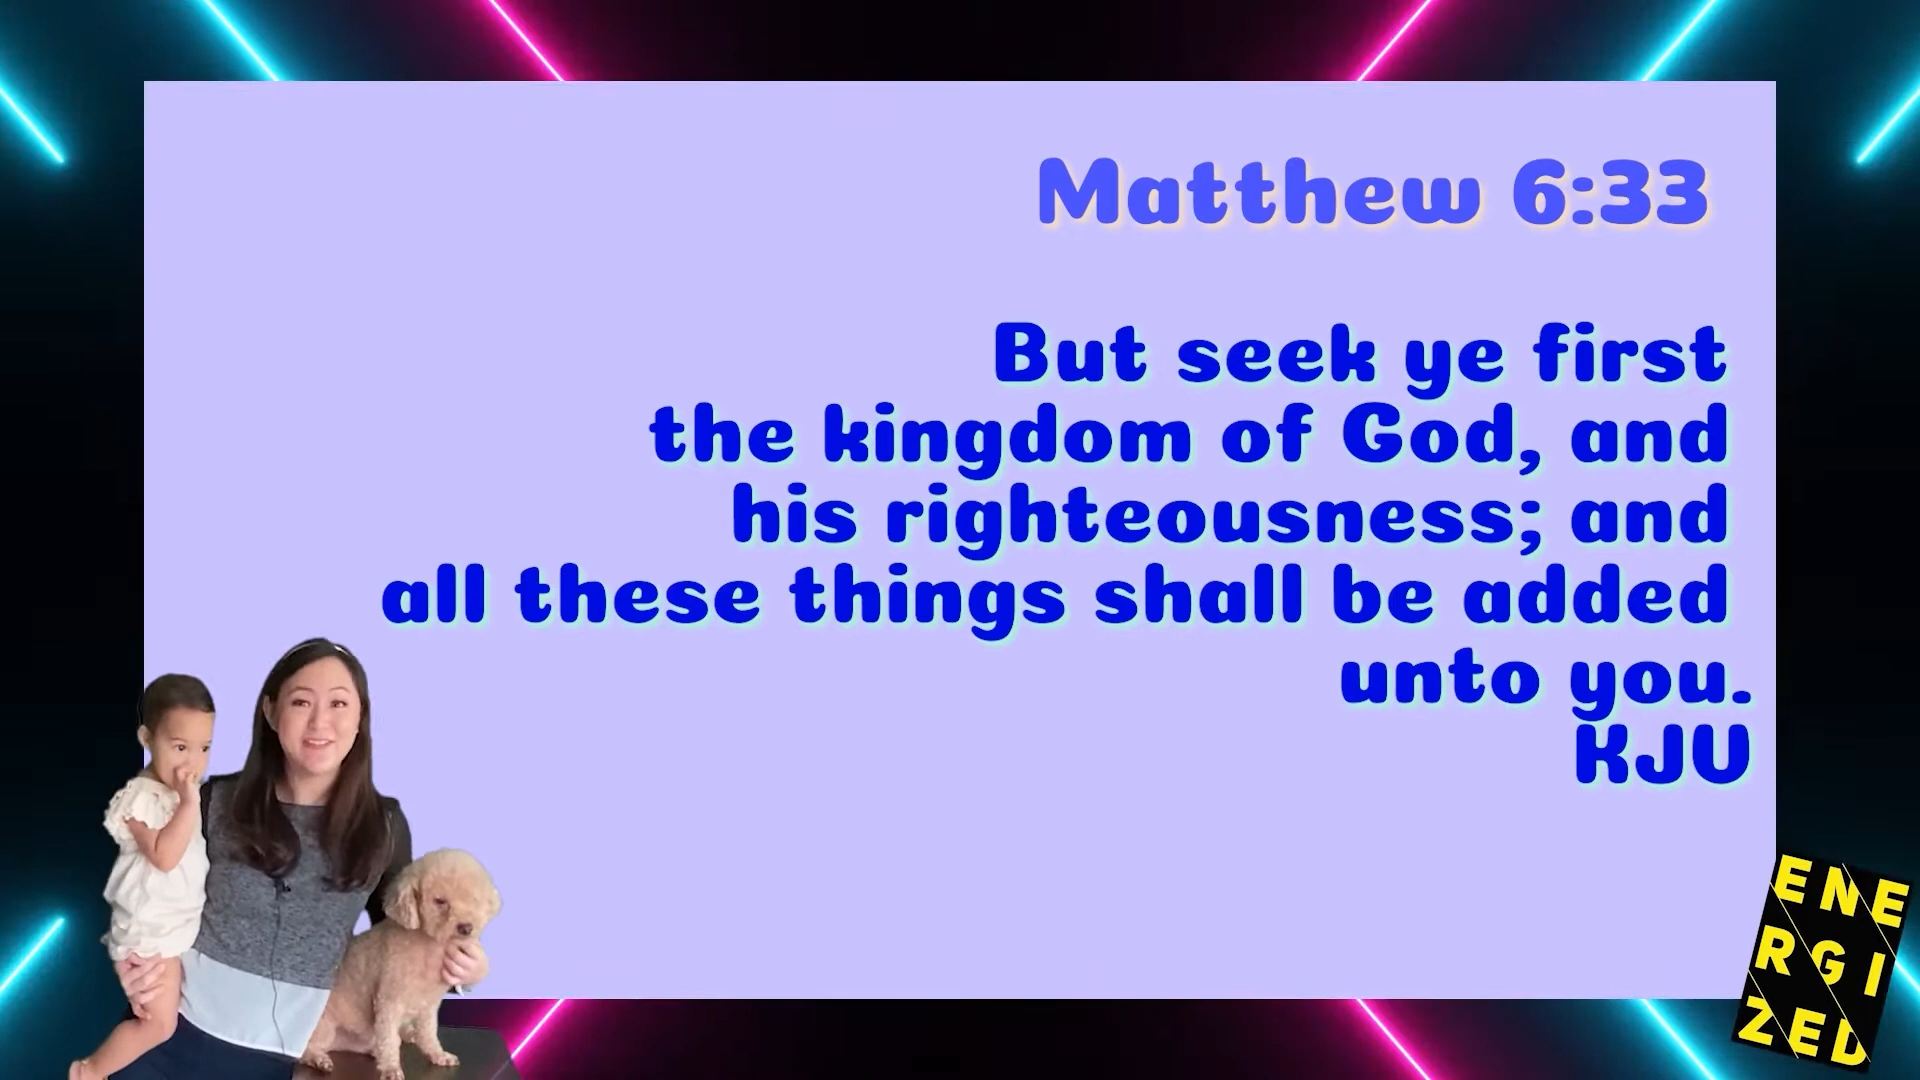 Matthew 6:33
But seek ye first
the kingdom of God, and
his righteousness; and
all these things shall be added
unto you.
KJV
ENE
RGI
ZED